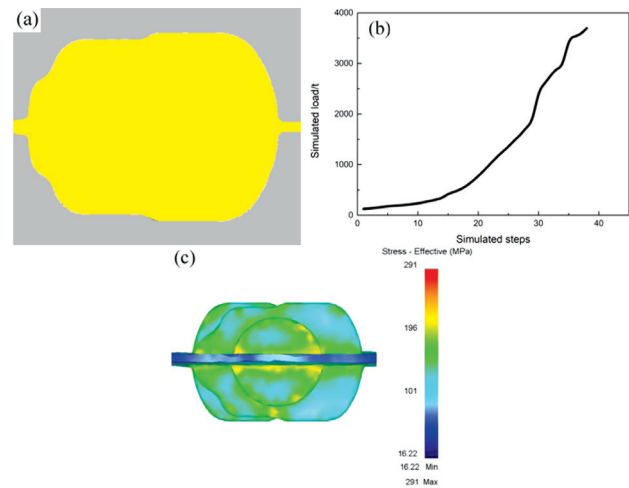 (a)
(b)
4000
3000
2000
1000
0
Simulated load/t
0
10
20
30
40
Simulated steps
(c)
Stress - Effective (MPa)
291
196
101
16.22
16.22 Min
291 Max